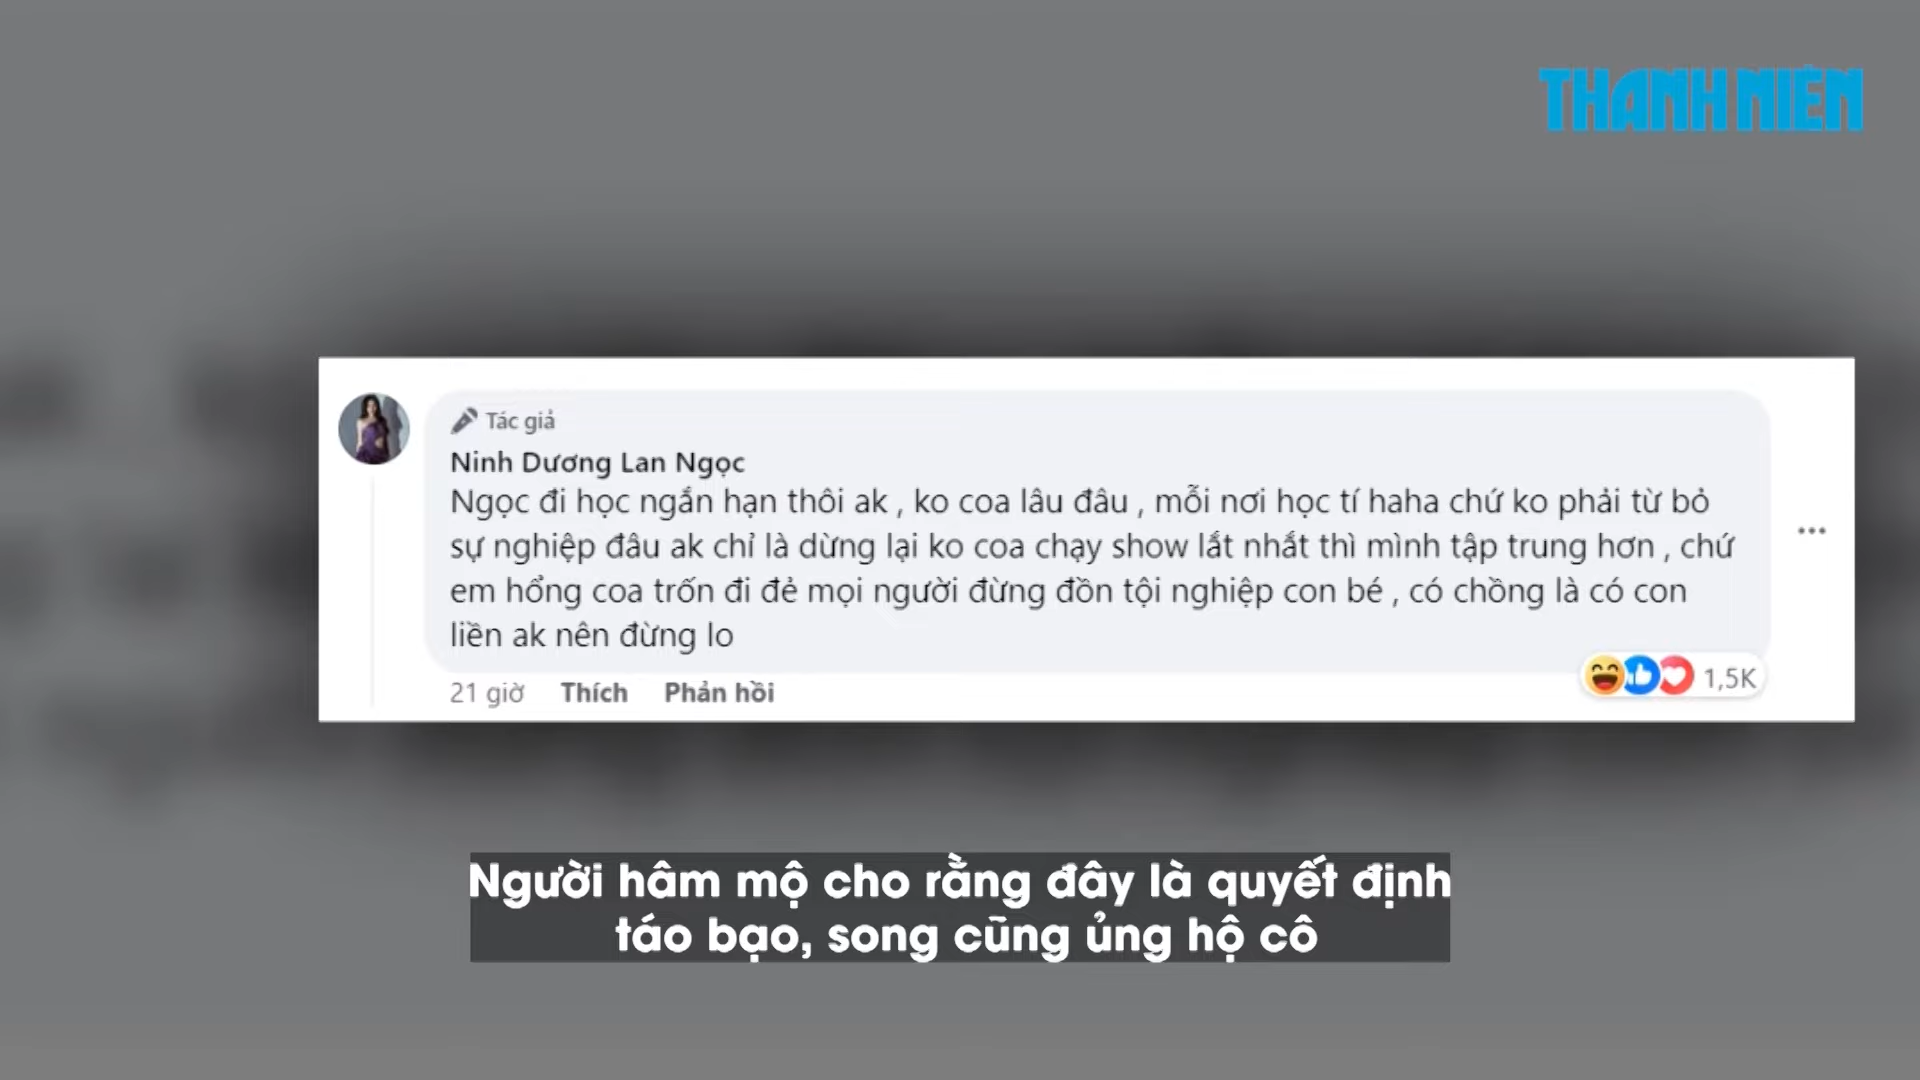 THANH NIÊN
Tác giả
Ninh Dương Lan Ngọc
Ngọc đi học ngắn hạn thôi ak , ko coa lâu đâu , mỗi nơi học tí haha chứ ko phải từ bỏ
sự nghiệp đâu ak chỉ là dừng lại ko coa chạy show lắt nhắt thì mình tập trung hơn , chứ
em hổng coa trốn đi đẻ mọi người đừng đồn tội nghiệp con bé , có chồng là có con
liền ak nên đừng lo
21 giờ Thích Phản hồi
1,5K
Người hâm mộ cho rằng đây là quyết định
táo bạo, song cũng ủng hộ cô